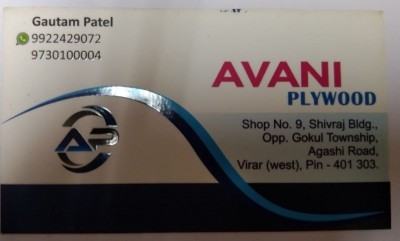 Gautam Patel
9922429072
9730100004
AVANI
PLYWOOD
AP
Shop No. 9, Shivraj Bldg.,
Opp. Gokul Township,
Agashi Road,
Virar (west), Pin - 401 303.